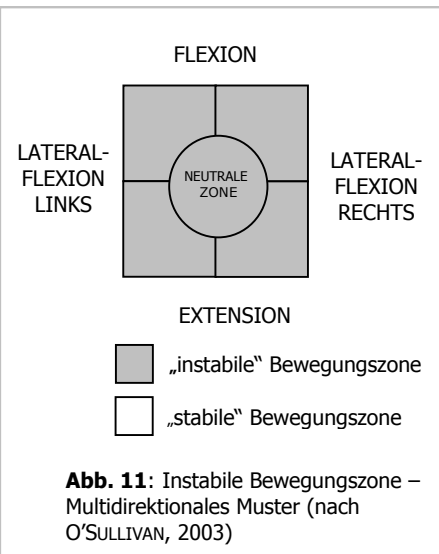 FLEXION
LATERAL-
FLEXION
LINKS
NEUTRALE
ZONE
LATERAL-
FLEXION
RECHTS
EXTENSION
„instabile“ Bewegungszone
„stabile“ Bewegungszone
Abb. 11: Instabile Bewegungszone –
Multidirektionales Muster (nach
O’SULLIVAN, 2003)